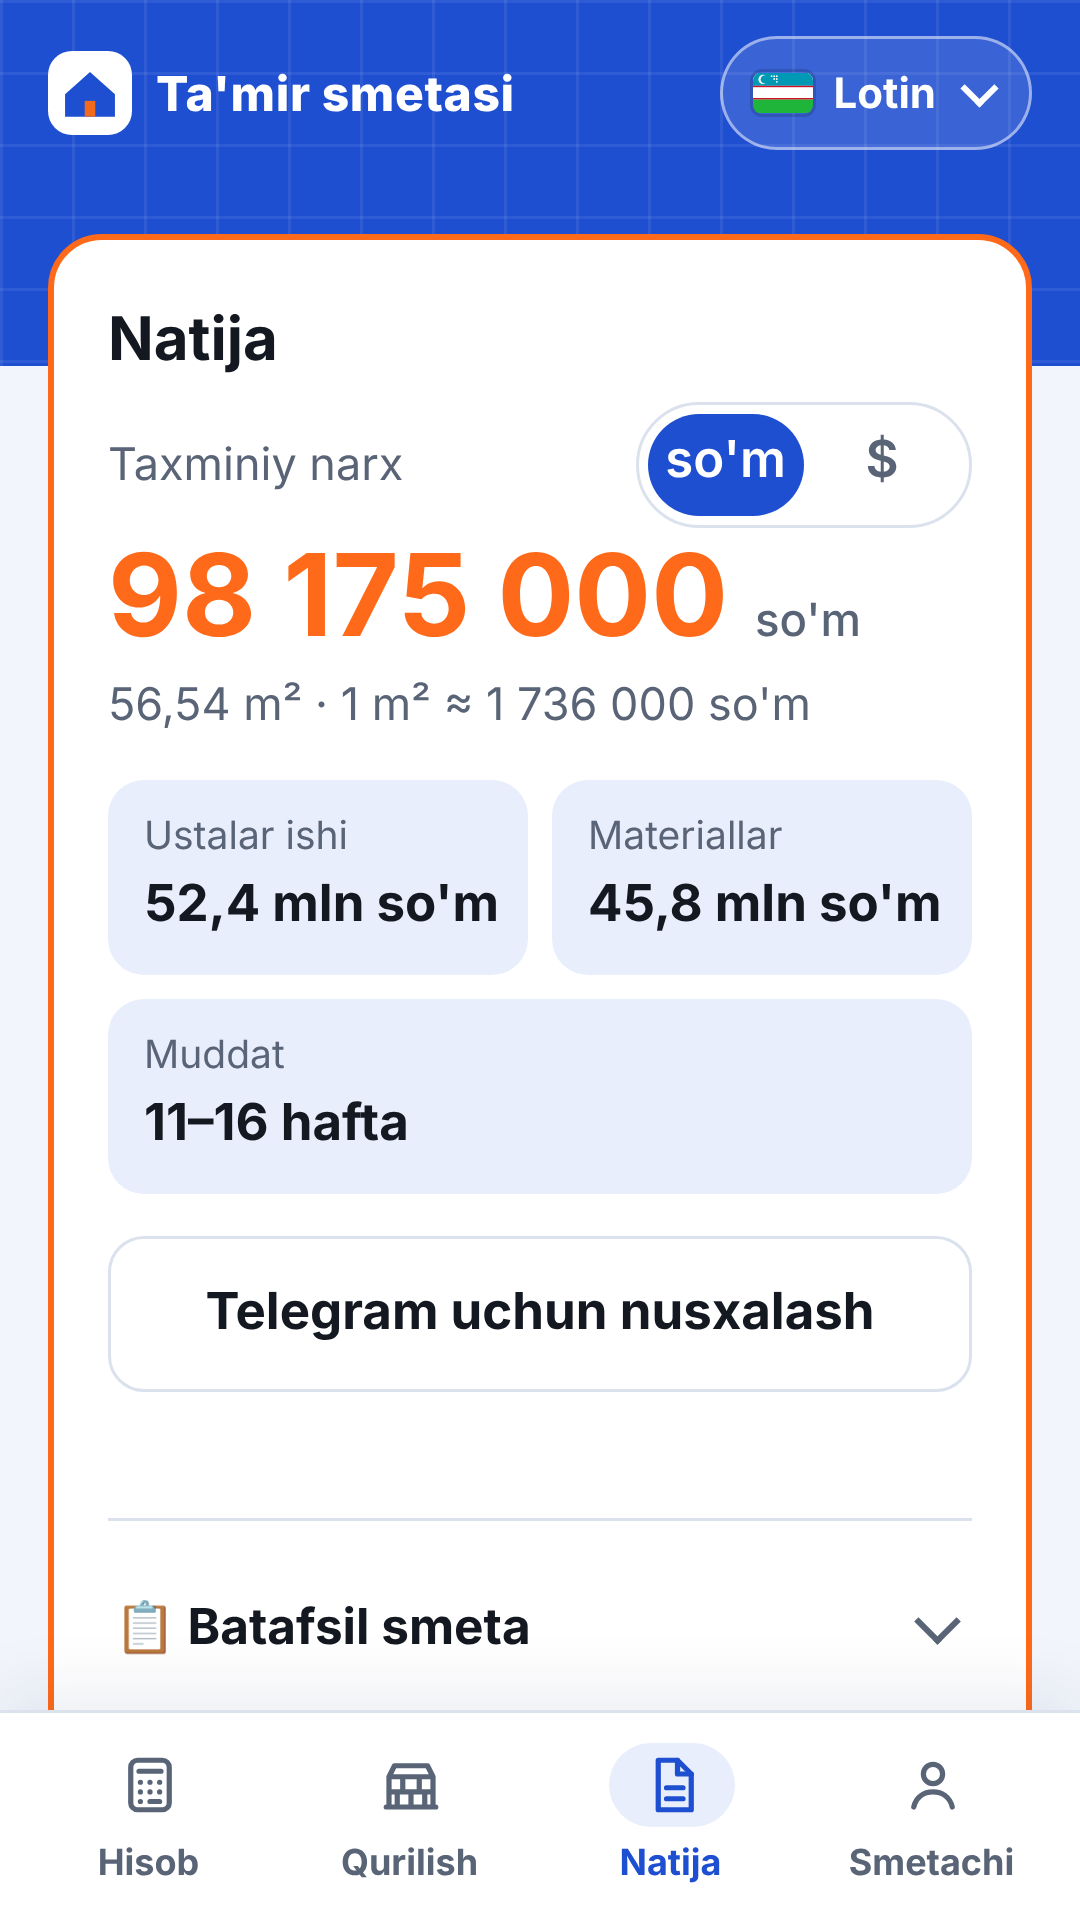 Ta'mir smetasi
Lotin
Natija
Taxminiy narx
so'm
$
98 175 000 so'm
56,54 m² · 1 m² ≈ 1 736 000 so'm
Ustalar ishi
52,4 mln so'm
Materiallar
45,8 mln so'm
Muddat
11–16 hafta
Telegram uchun nusxalash
📋 Batafsil smeta
Hisob
Qurilish
Natija
Smetachi